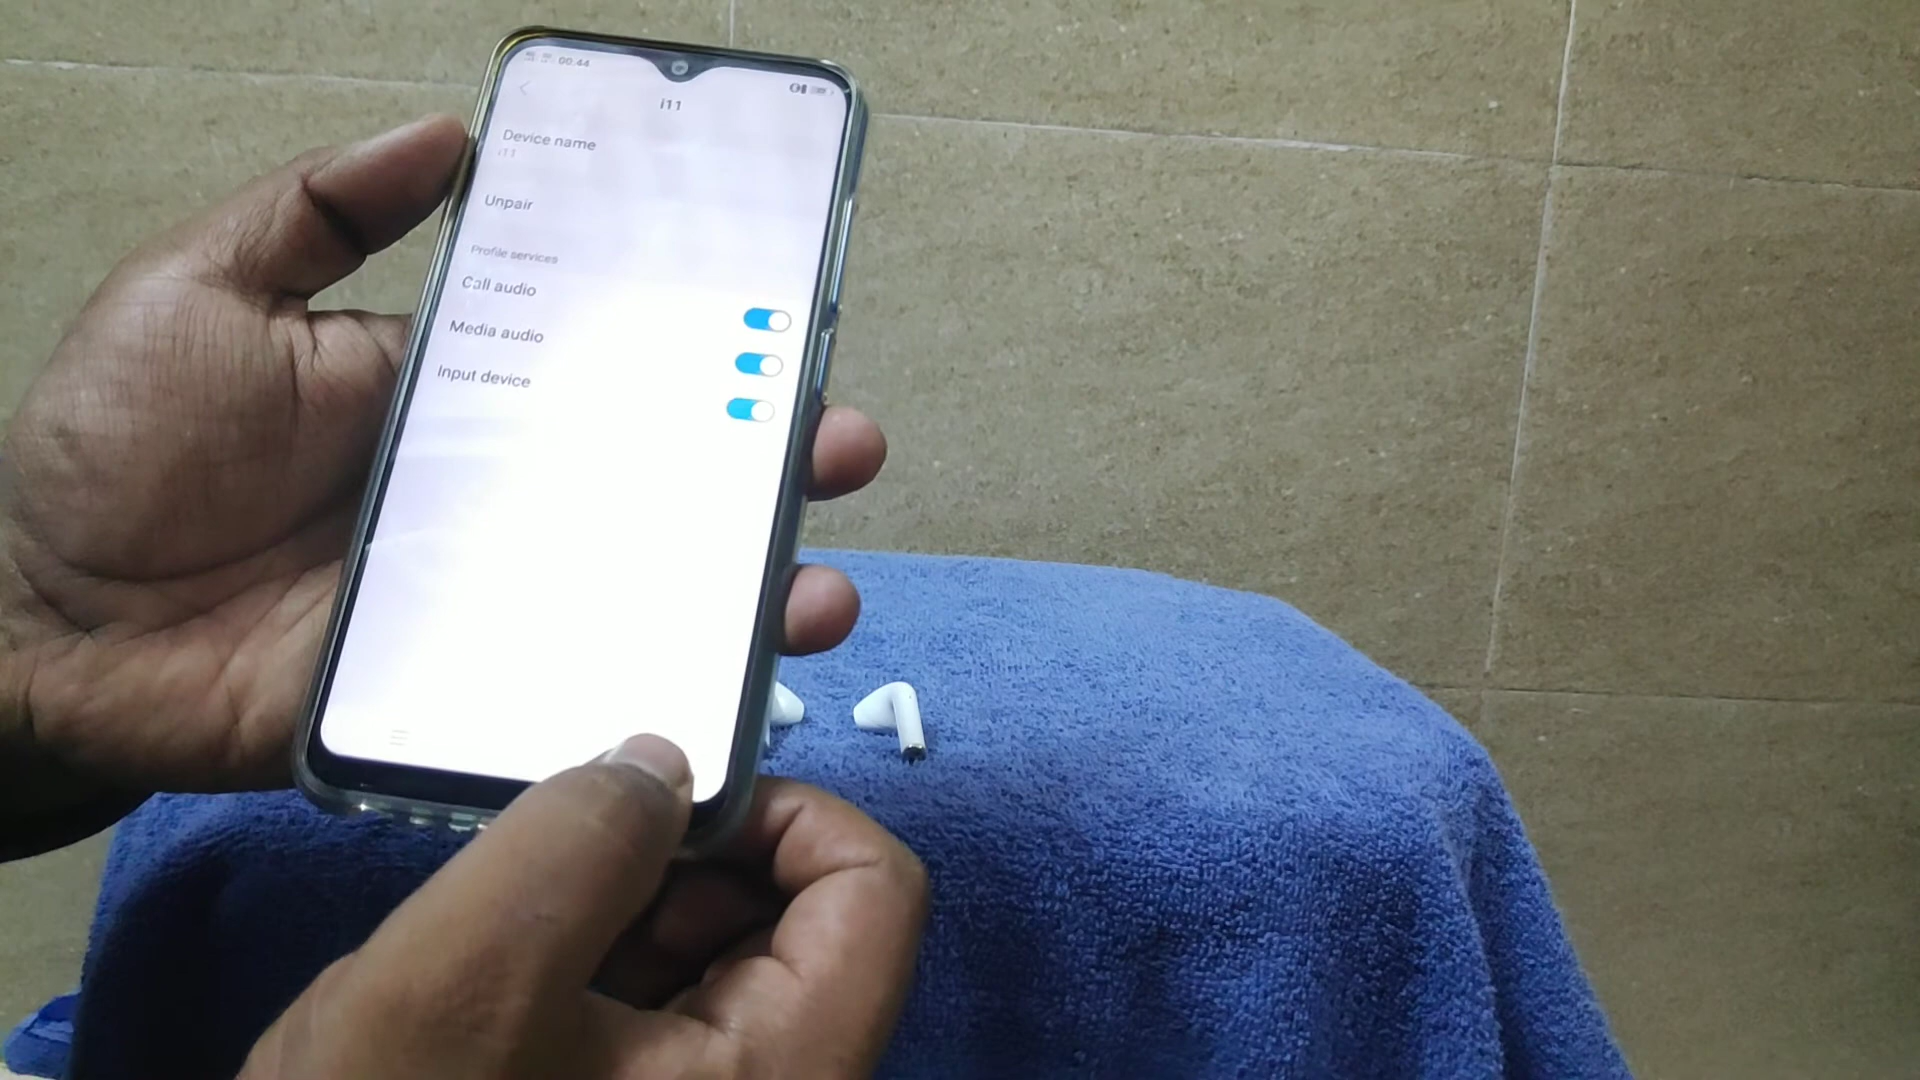 00:44
i11
Device name
i11
Unpair
Profile services
Call audio
Media audio
Input device